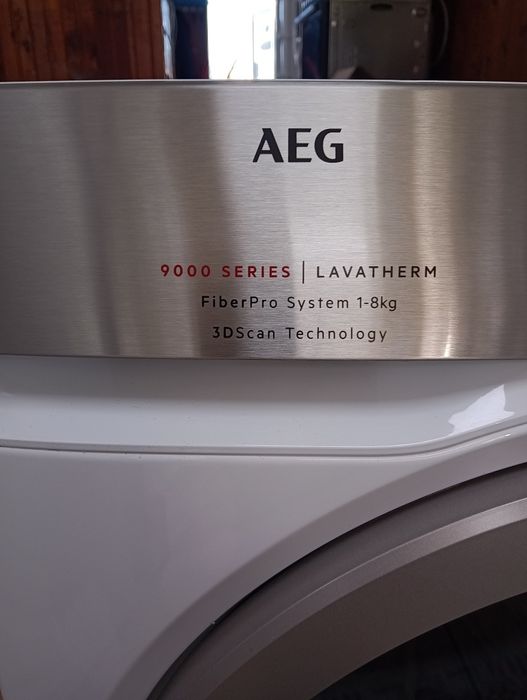 AEG
9000 SERIES | LAVATHERM
FiberPro System 1-8kg
3DScan Technology